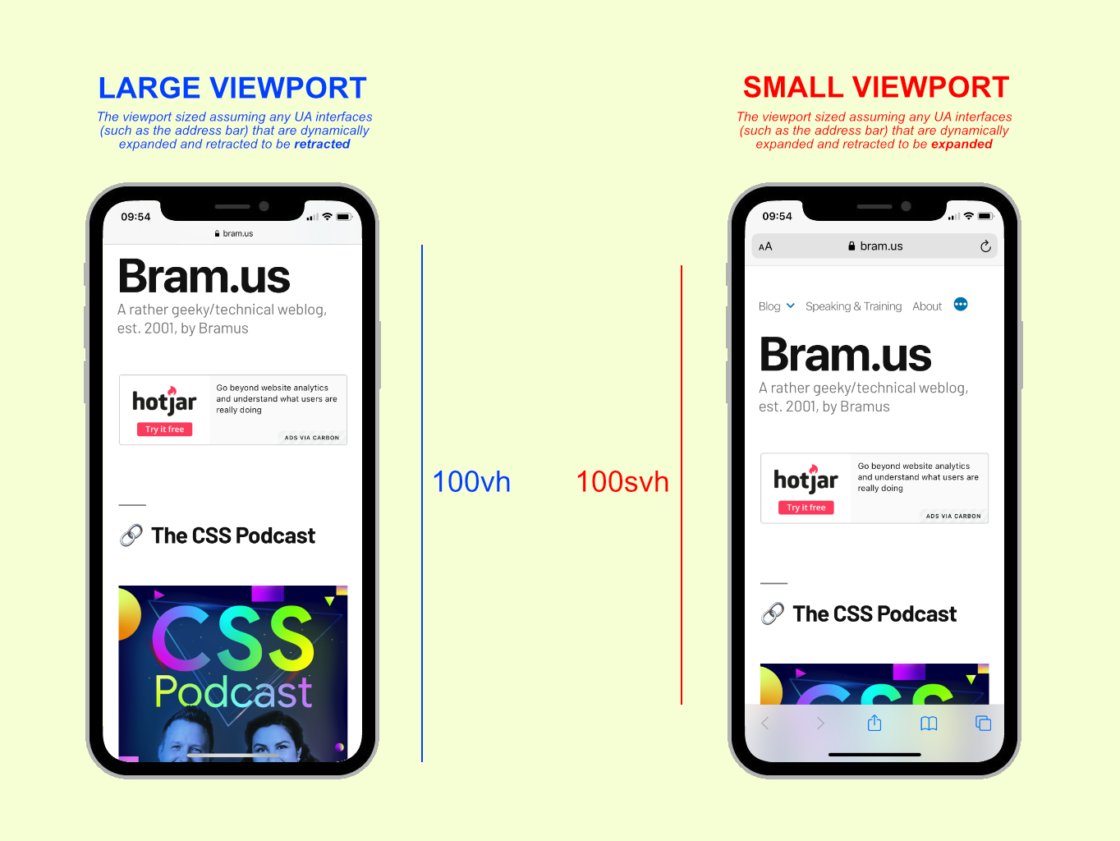 LARGE VIEWPORT
The viewport sized assuming any UA interfaces
(such as the address bar) that are dynamically
expanded and retracted to be retracted
09:54
bram.us
Bram.us
A rather geeky/technical weblog,
est. 2001, by Bramus
hotjar
Try it free
Go beyond website analytics
and understand what users are
really doing
ADS VIA CARBON
The CSS Podcast
CSS
Podcast
100vh
SMALL VIEWPORT
The viewport sized assuming any UA interfaces
(such as the address bar) that are dynamically
expanded and retracted to be expanded
100svh
09:54
AA
bram.us
Blog
Speaking & Training
About
Bram.us
A rather geeky/technical weblog,
est. 2001, by Bramus
hotjar
Try it free
Go beyond website analytics
and understand what users are
really doing
ADS VIA CARBON
The CSS Podcast
CSS